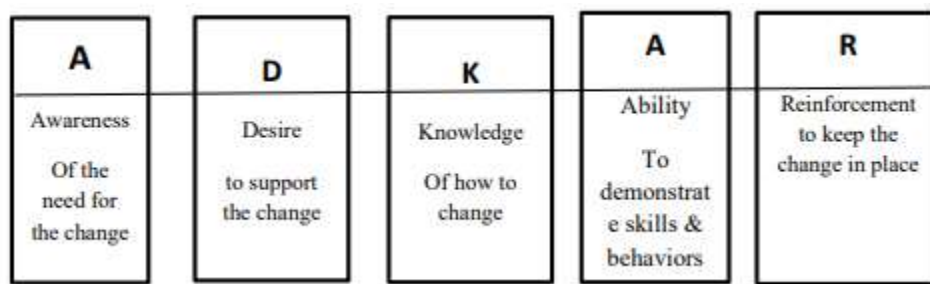 A
Awareness
Of the
need for
the change
D
Desire
to support
the change
K
Knowledge
Of how to
change
A
Ability
To
demonstrat
e skills &
behaviors
R
Reinforcement
to keep the
change in place